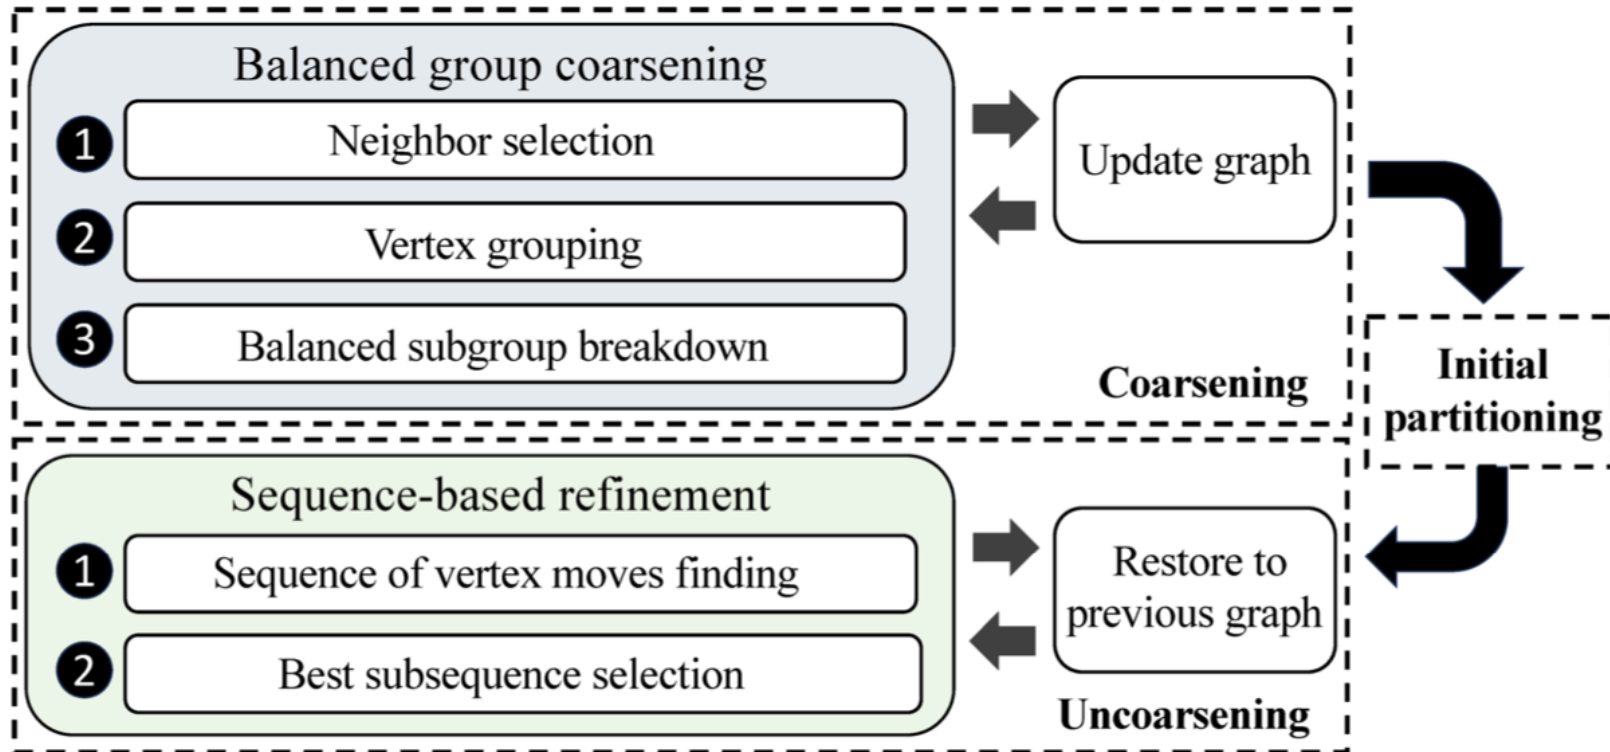 Balanced group coarsening
1 Neighbor selection
2 Vertex grouping
3 Balanced subgroup breakdown
Update graph
Coarsening
Initial
partitioning
Sequence-based refinement
1 Sequence of vertex moves finding
2 Best subsequence selection
Restore to
previous graph
Uncoarsening